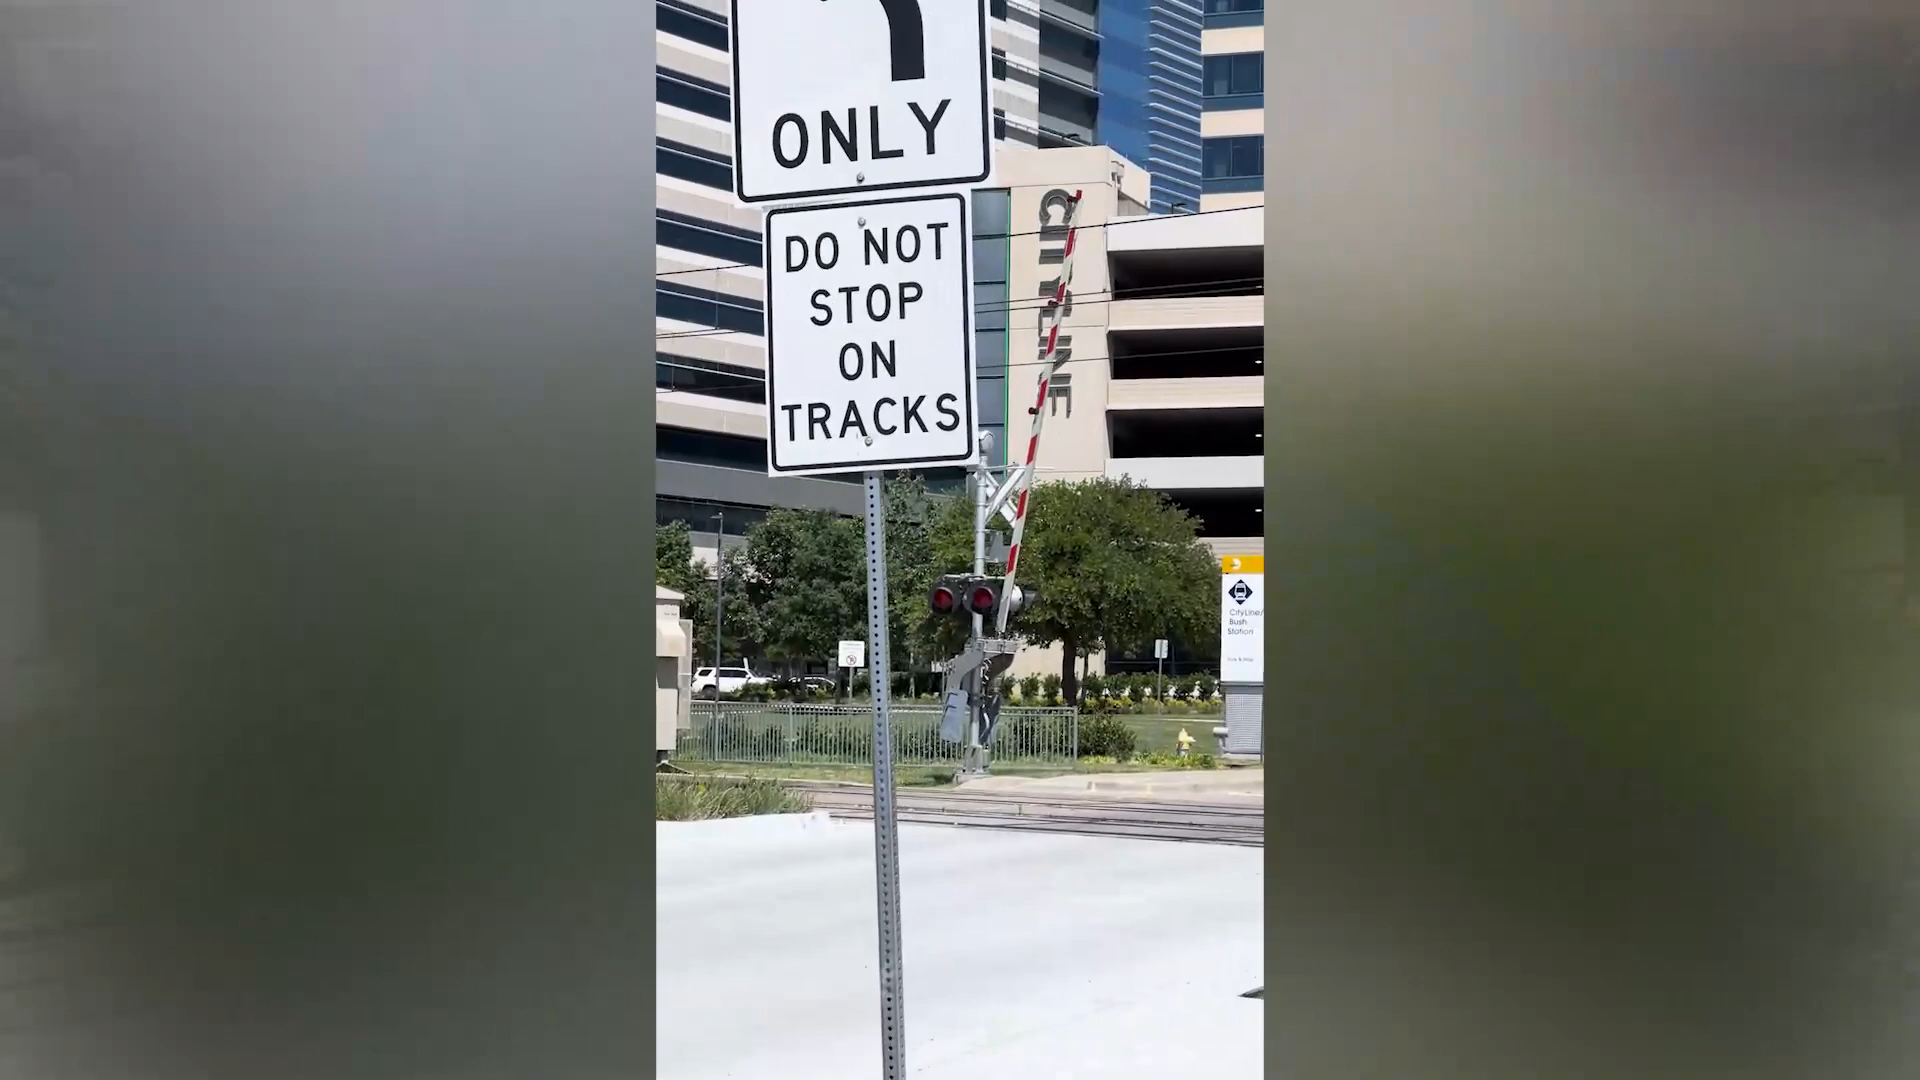 ONLY
DO NOT
STOP
ON
TRACKS
CITYLINE
CityLine/
Bush
Station